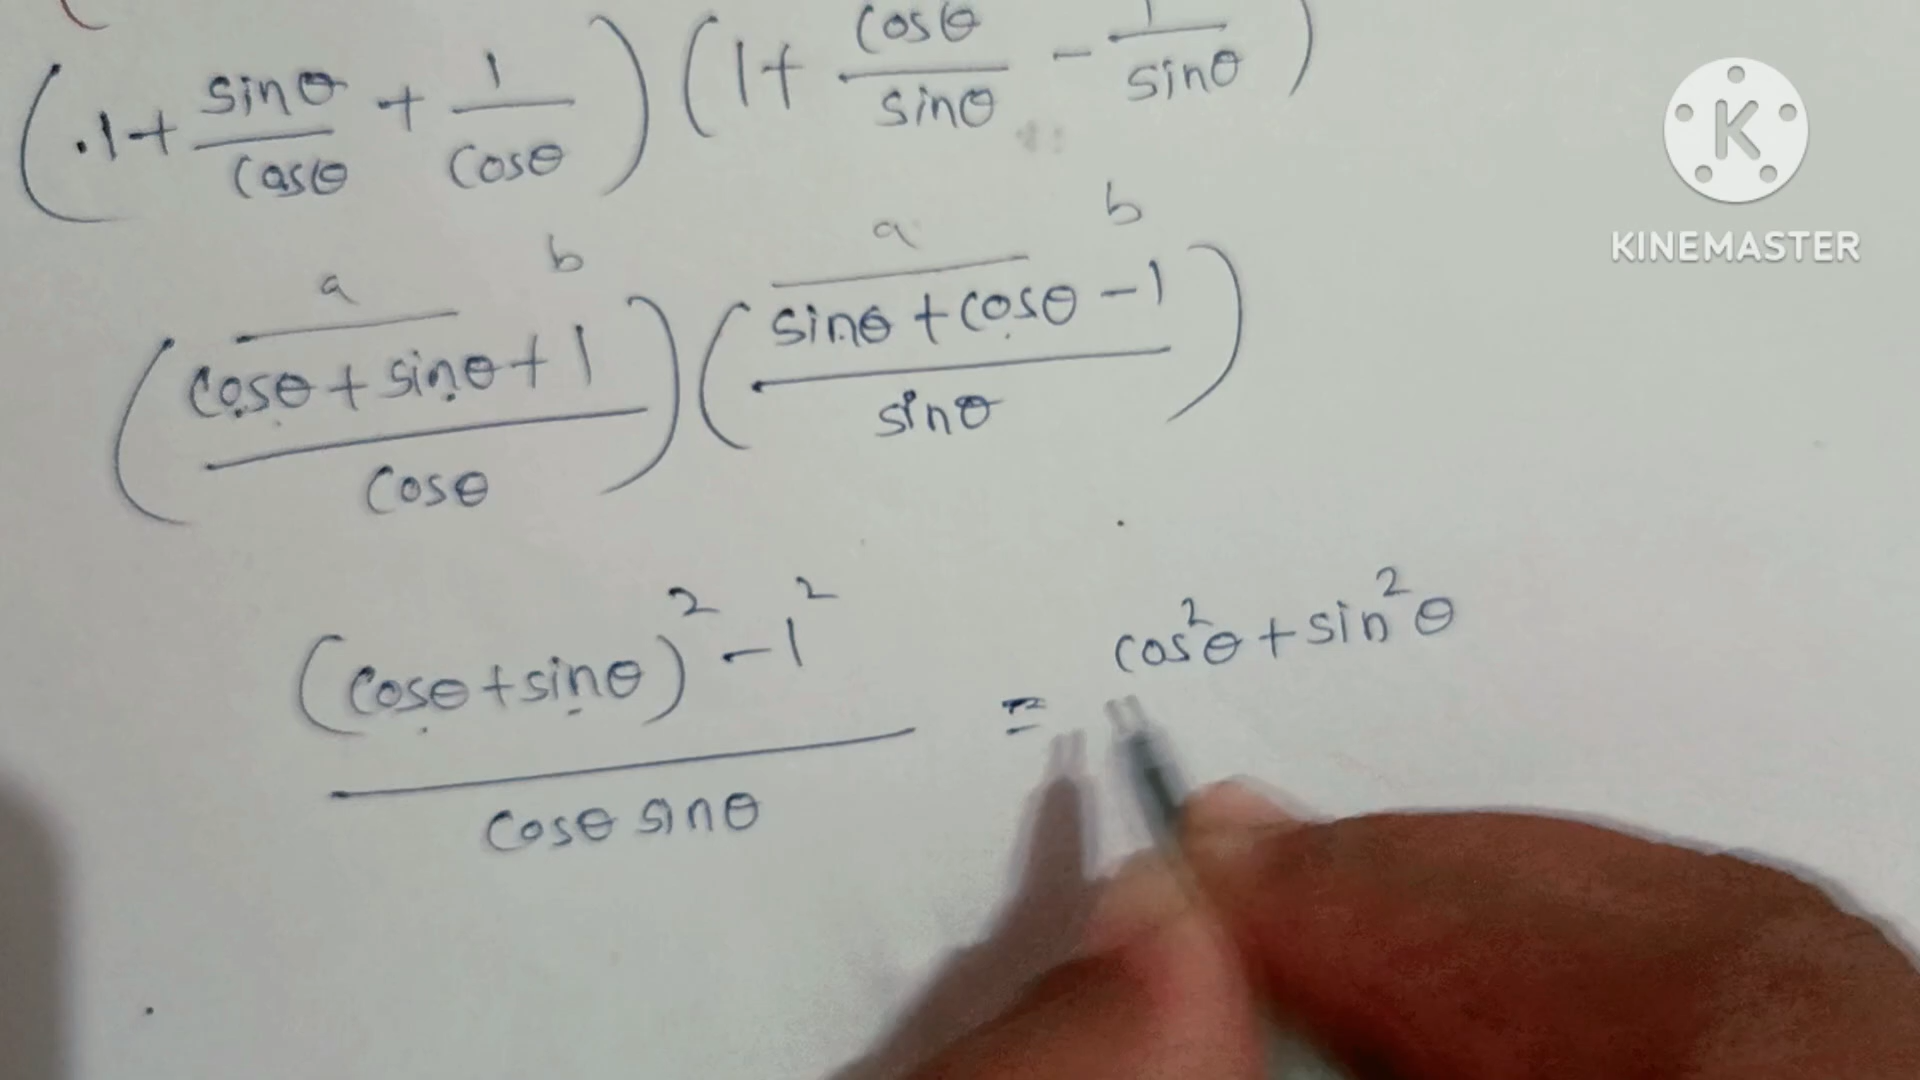 (1 + sinθ/cosθ + 1/cosθ) (1 + cosθ/sinθ - 1/sinθ)
a b a b
((cosθ + sinθ + 1)/cosθ) ((sinθ + cosθ - 1)/sinθ)
((cosθ + sinθ)² - 1²)/(cosθ sinθ) = cos²θ + sin²θ
K
KINEMASTER